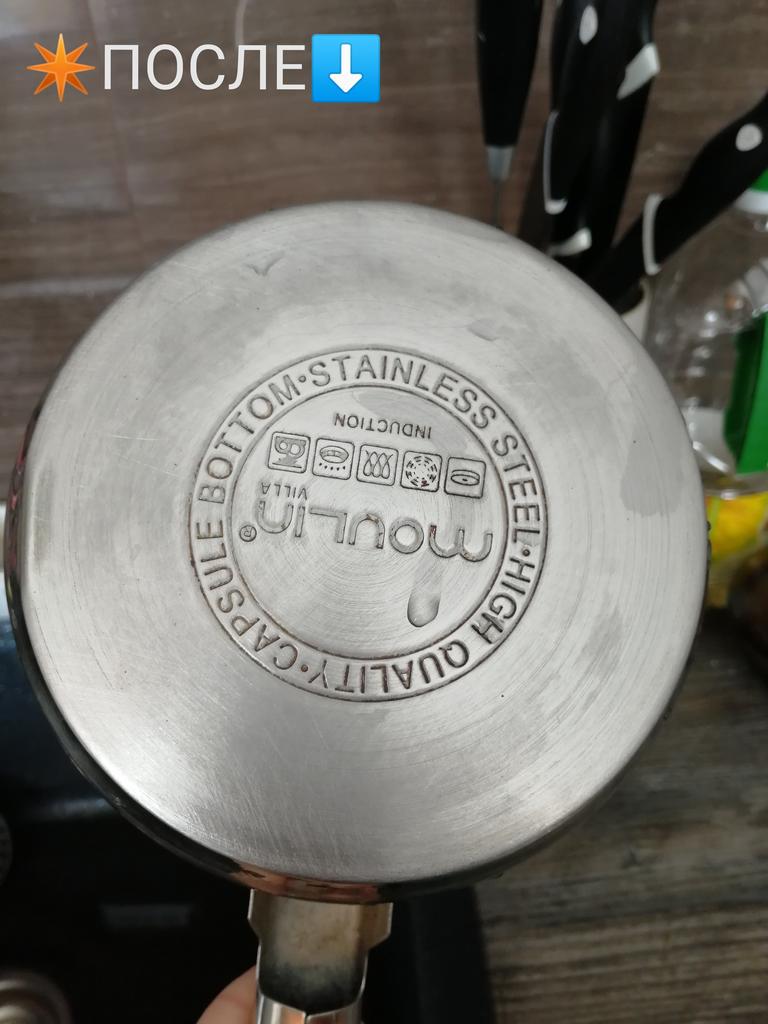 ПОСЛЕ
CAPSULE BOTTOM•STAINLESS STEEL•HIGH QUALITY•
INDUCTION
moulin®
VILLA